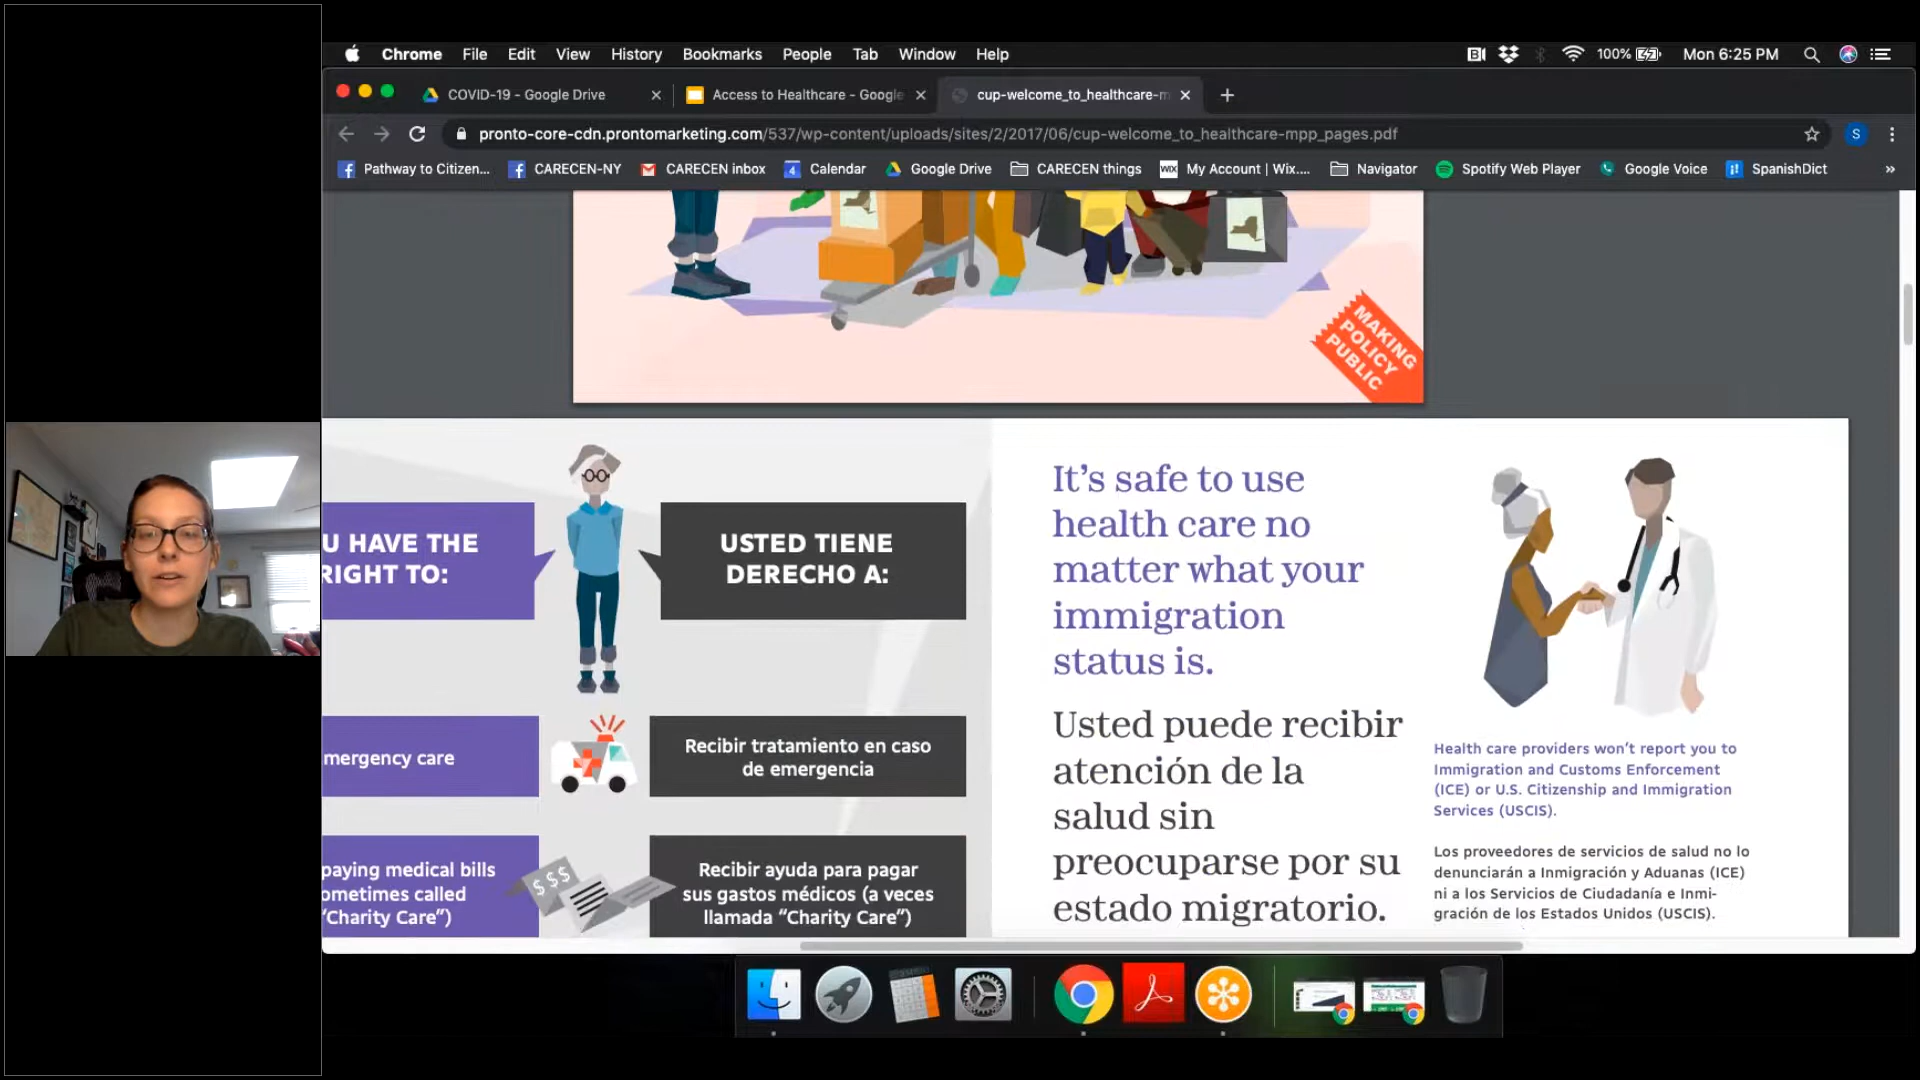 Chrome File Edit View History Bookmarks People Tab Window Help 100% Mon 6:25 PM
COVID-19 - Google Drive Access to Healthcare - Google cup-welcome_to_healthcare-m
pronto-core-cdn.prontomarketing.com/537/wp-content/uploads/sites/2/2017/06/cup-welcome_to_healthcare-mpp_pages.pdf S
Pathway to Citizen... CARECEN-NY CARECEN inbox 4 Calendar Google Drive CARECEN things WIX My Account | Wix.... Navigator Spotify Web Player Google Voice SpanishDict »
MAKING
POLICY
PUBLIC
U HAVE THE
RIGHT TO:
USTED TIENE
DERECHO A:
mergency care
Recibir tratamiento en caso
de emergencia
paying medical bills
ometimes called
"Charity Care")
$$$
Recibir ayuda para pagar
sus gastos médicos (a veces
llamada "Charity Care")
It's safe to use
health care no
matter what your
immigration
status is.
Usted puede recibir
atención de la
salud sin
preocuparse por su
estado migratorio.
Health care providers won't report you to
Immigration and Customs Enforcement
(ICE) or U.S. Citizenship and Immigration
Services (USCIS).
Los proveedores de servicios de salud no lo
denunciarán a Inmigración y Aduanas (ICE)
ni a los Servicios de Ciudadanía e Inmi-
gración de los Estados Unidos (USCIS).